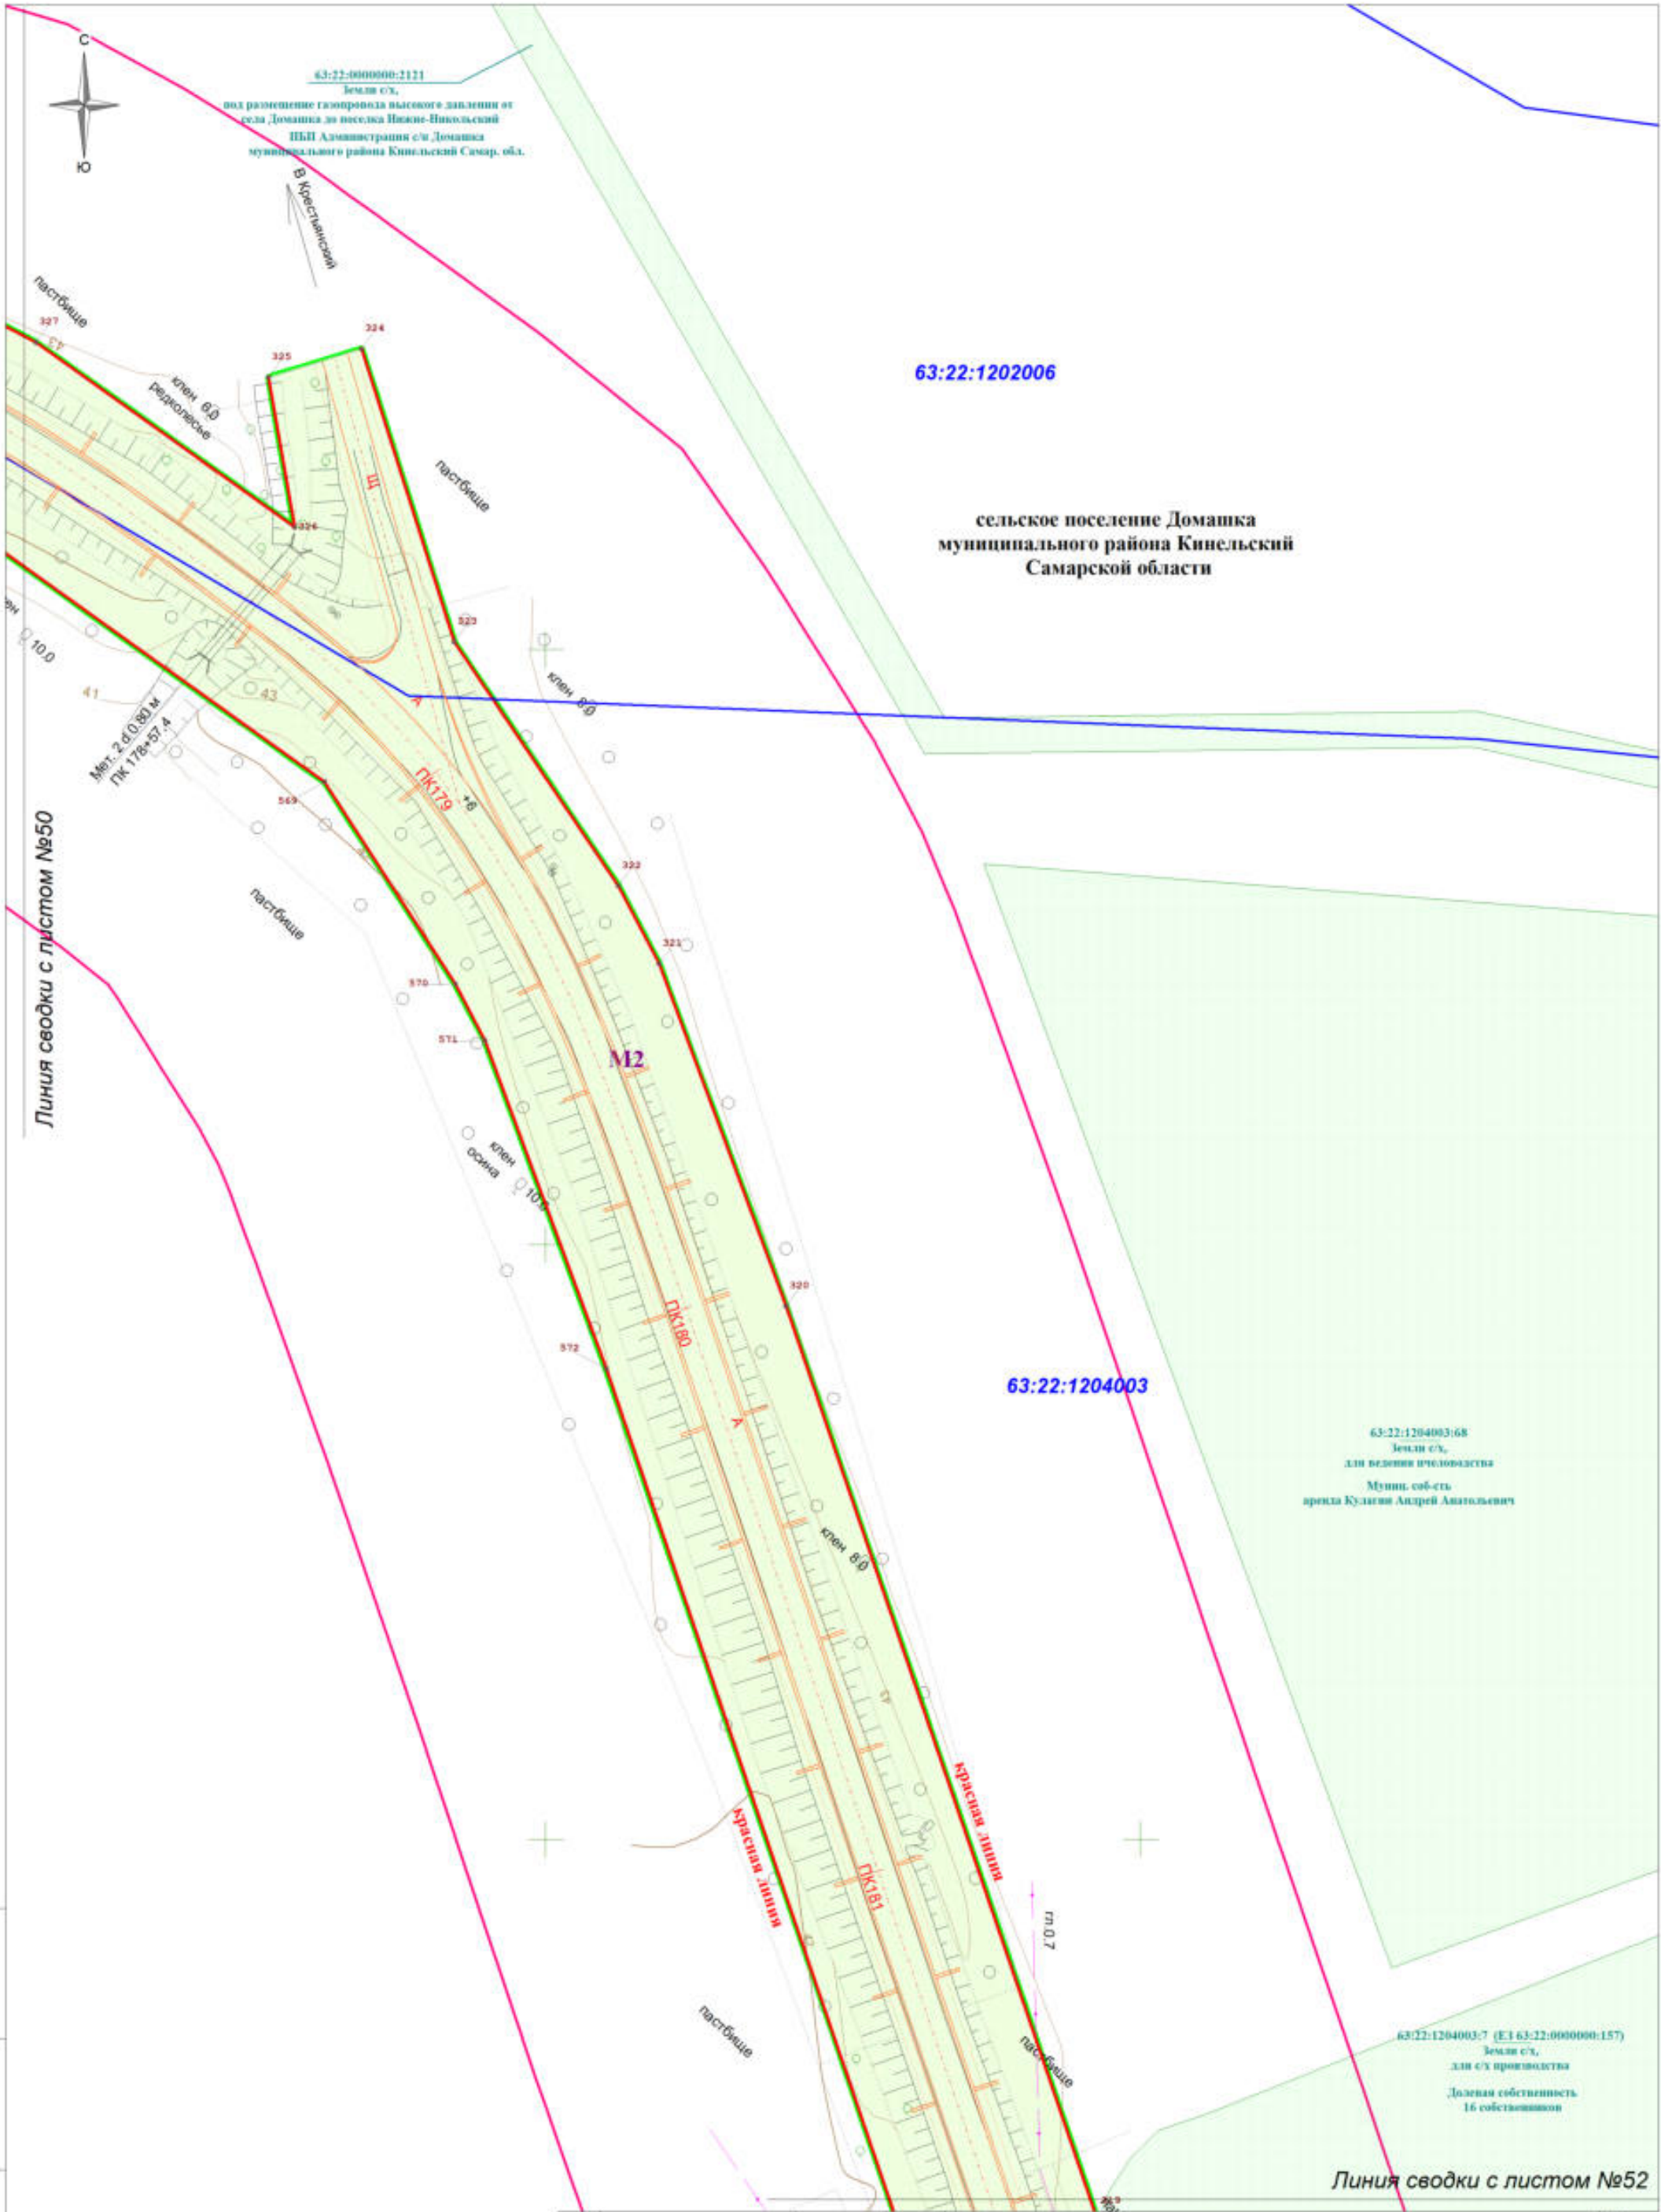 С
Ю
63:22:0000000:2121
Земли с/х,
под размещение газопровода высокого давления от
села Домашка до поселка Нижне-Никольский
ПБП Администрация с/п Домашка
муниципального района Кинельский Самар. обл.
В Крестьянский
пастбище
327
43
325
324
клен 6.0
редколесье
пастбище
Щ
326
63:22:1202006
сельское поселение Домашка
муниципального района Кинельский
Самарской области
323
10.0
41
43
А
клен 8.0
Мет. 2 d 0.80 м
ПК 178+57.4
ПК179
+6
569
322
Линия сводки с листом №50
пастбище
321
570
571
М2
клен
осина
10.0
320
ПК180
572
А
63:22:1204003
63:22:1204003:68
Земли с/х,
для ведения пчеловодства
Муниц. соб-сть
аренда Кулагин Андрей Анатольевич
клен 8.0
красная линия
красная линия
ПК181
гл.0.7
пастбище
пастбище
63:22:1204003:7 (ЕЗ 63:22:0000000:157)
Земли с/х,
для с/х производства
Долевая собственность
16 собственников
Линия сводки с листом №52